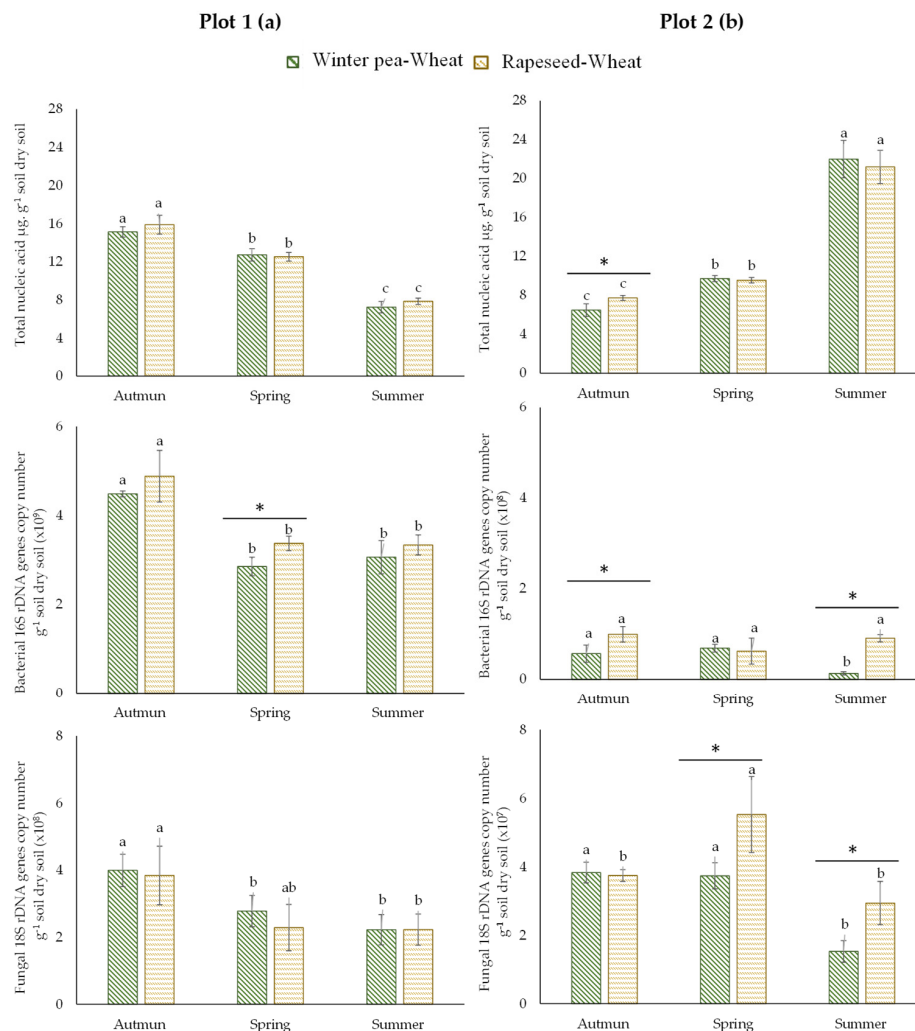 Plot 1 (a)
Plot 2 (b)
Winter pea-Wheat
Rapeseed-Wheat
Total nucleic acid µg. g⁻¹ soil dry soil
28
24
20
16
12
8
4
0
a
a
b
b
c
c
Autmun
Spring
Summer
Total nucleic acid µg. g⁻¹ soil dry soil
28
24
20
16
12
8
4
0
*
c
c
b
b
a
a
Autmun
Spring
Summer
Bacterial 16S rDNA genes copy number
g⁻¹ soil dry soil (x10⁹)
6
4
2
0
a
a
*
b
b
b
b
Autmun
Spring
Summer
Bacterial 16S rDNA genes copy number
g⁻¹ soil dry soil (x10⁸)
6
4
2
0
*
a
a
a
a
*
b
a
Autmun
Spring
Summer
Fungal 18S rDNA genes copy number
g⁻¹ soil dry soil (x10⁸)
8
6
4
2
0
a
a
b
ab
b
b
Autmun
Spring
Summer
Fungal 18S rDNA genes copy number
g⁻¹ soil dry soil (x10⁷)
8
6
4
2
0
a
b
*
a
a
*
b
b
Autmun
Spring
Summer